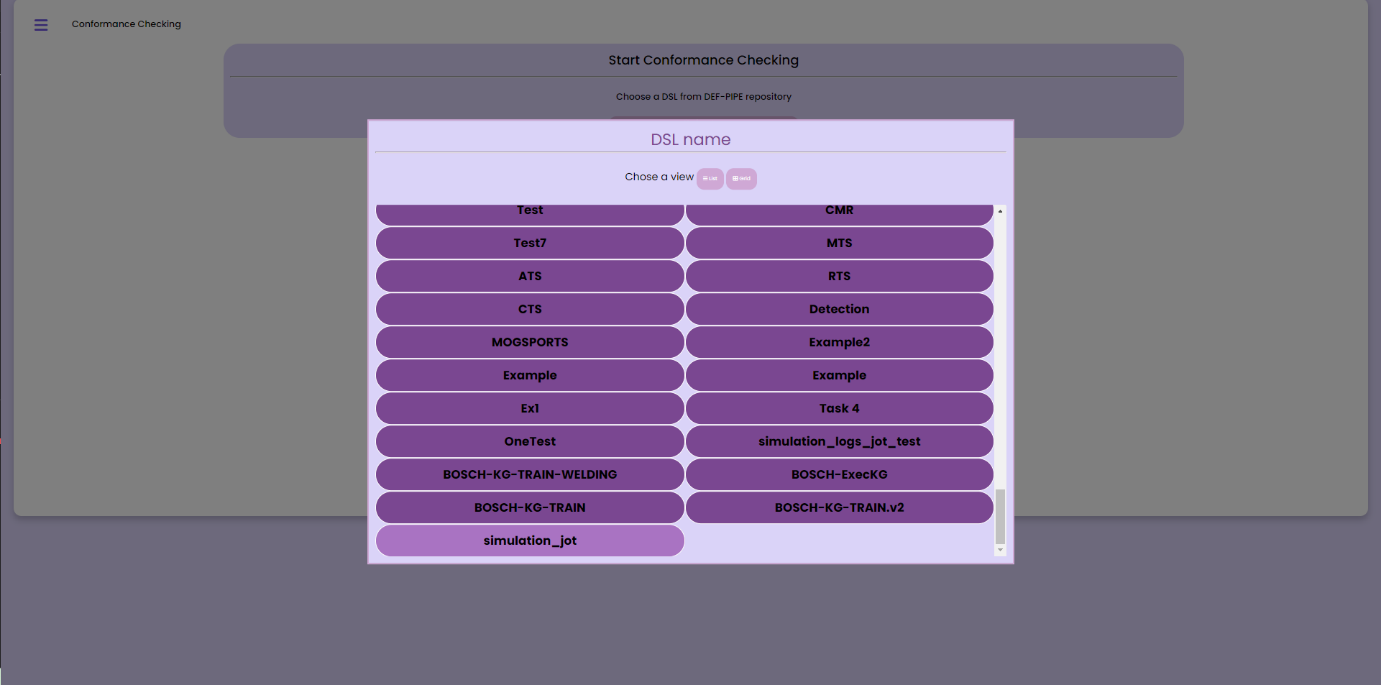 Conformance Checking
Start Conformance Checking
Choose a DSL from DEF-PIPE repository
DSL name
Chose a view
Test CMR
Test7 MTS
ATS RTS
CTS Detection
MOGSPORTS Example2
Example Example
Ex1 Task 4
OneTest simulation_logs_jot_test
BOSCH-KG-TRAIN-WELDING BOSCH-ExecKG
BOSCH-KG-TRAIN BOSCH-KG-TRAIN.v2
simulation_jot